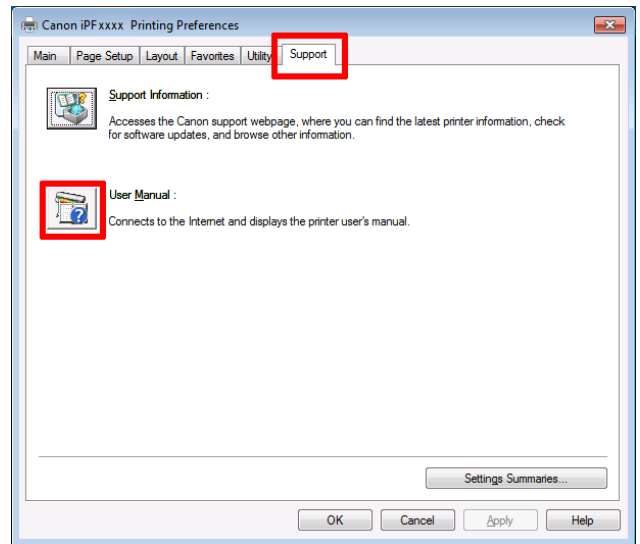 Canon iPFxxxx Printing Preferences
Main Page Setup Layout Favorites Utility Support
Support Information :
Accesses the Canon support webpage, where you can find the latest printer information, check
for software updates, and browse other information.
User Manual :
Connects to the Internet and displays the printer user's manual.
Settings Summaries...
OK Cancel Apply Help